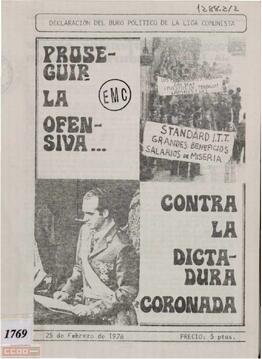 1288.2/2
DECLARACIÓN DEL BURO POLITICO DE LA LIGA COMUNISTA
PROSE-
GUIR
LA
OFEN-
SIVA...
EMC
STANDARD I.T.T.
GRANDES BENEFICIOS
SALARIOS DE MISERIA
CONTRA
LA
DICTA-
DURA
CORONADA
25 de Febrero de 1976
PRECIO: 5 ptas.
1769
CCOO